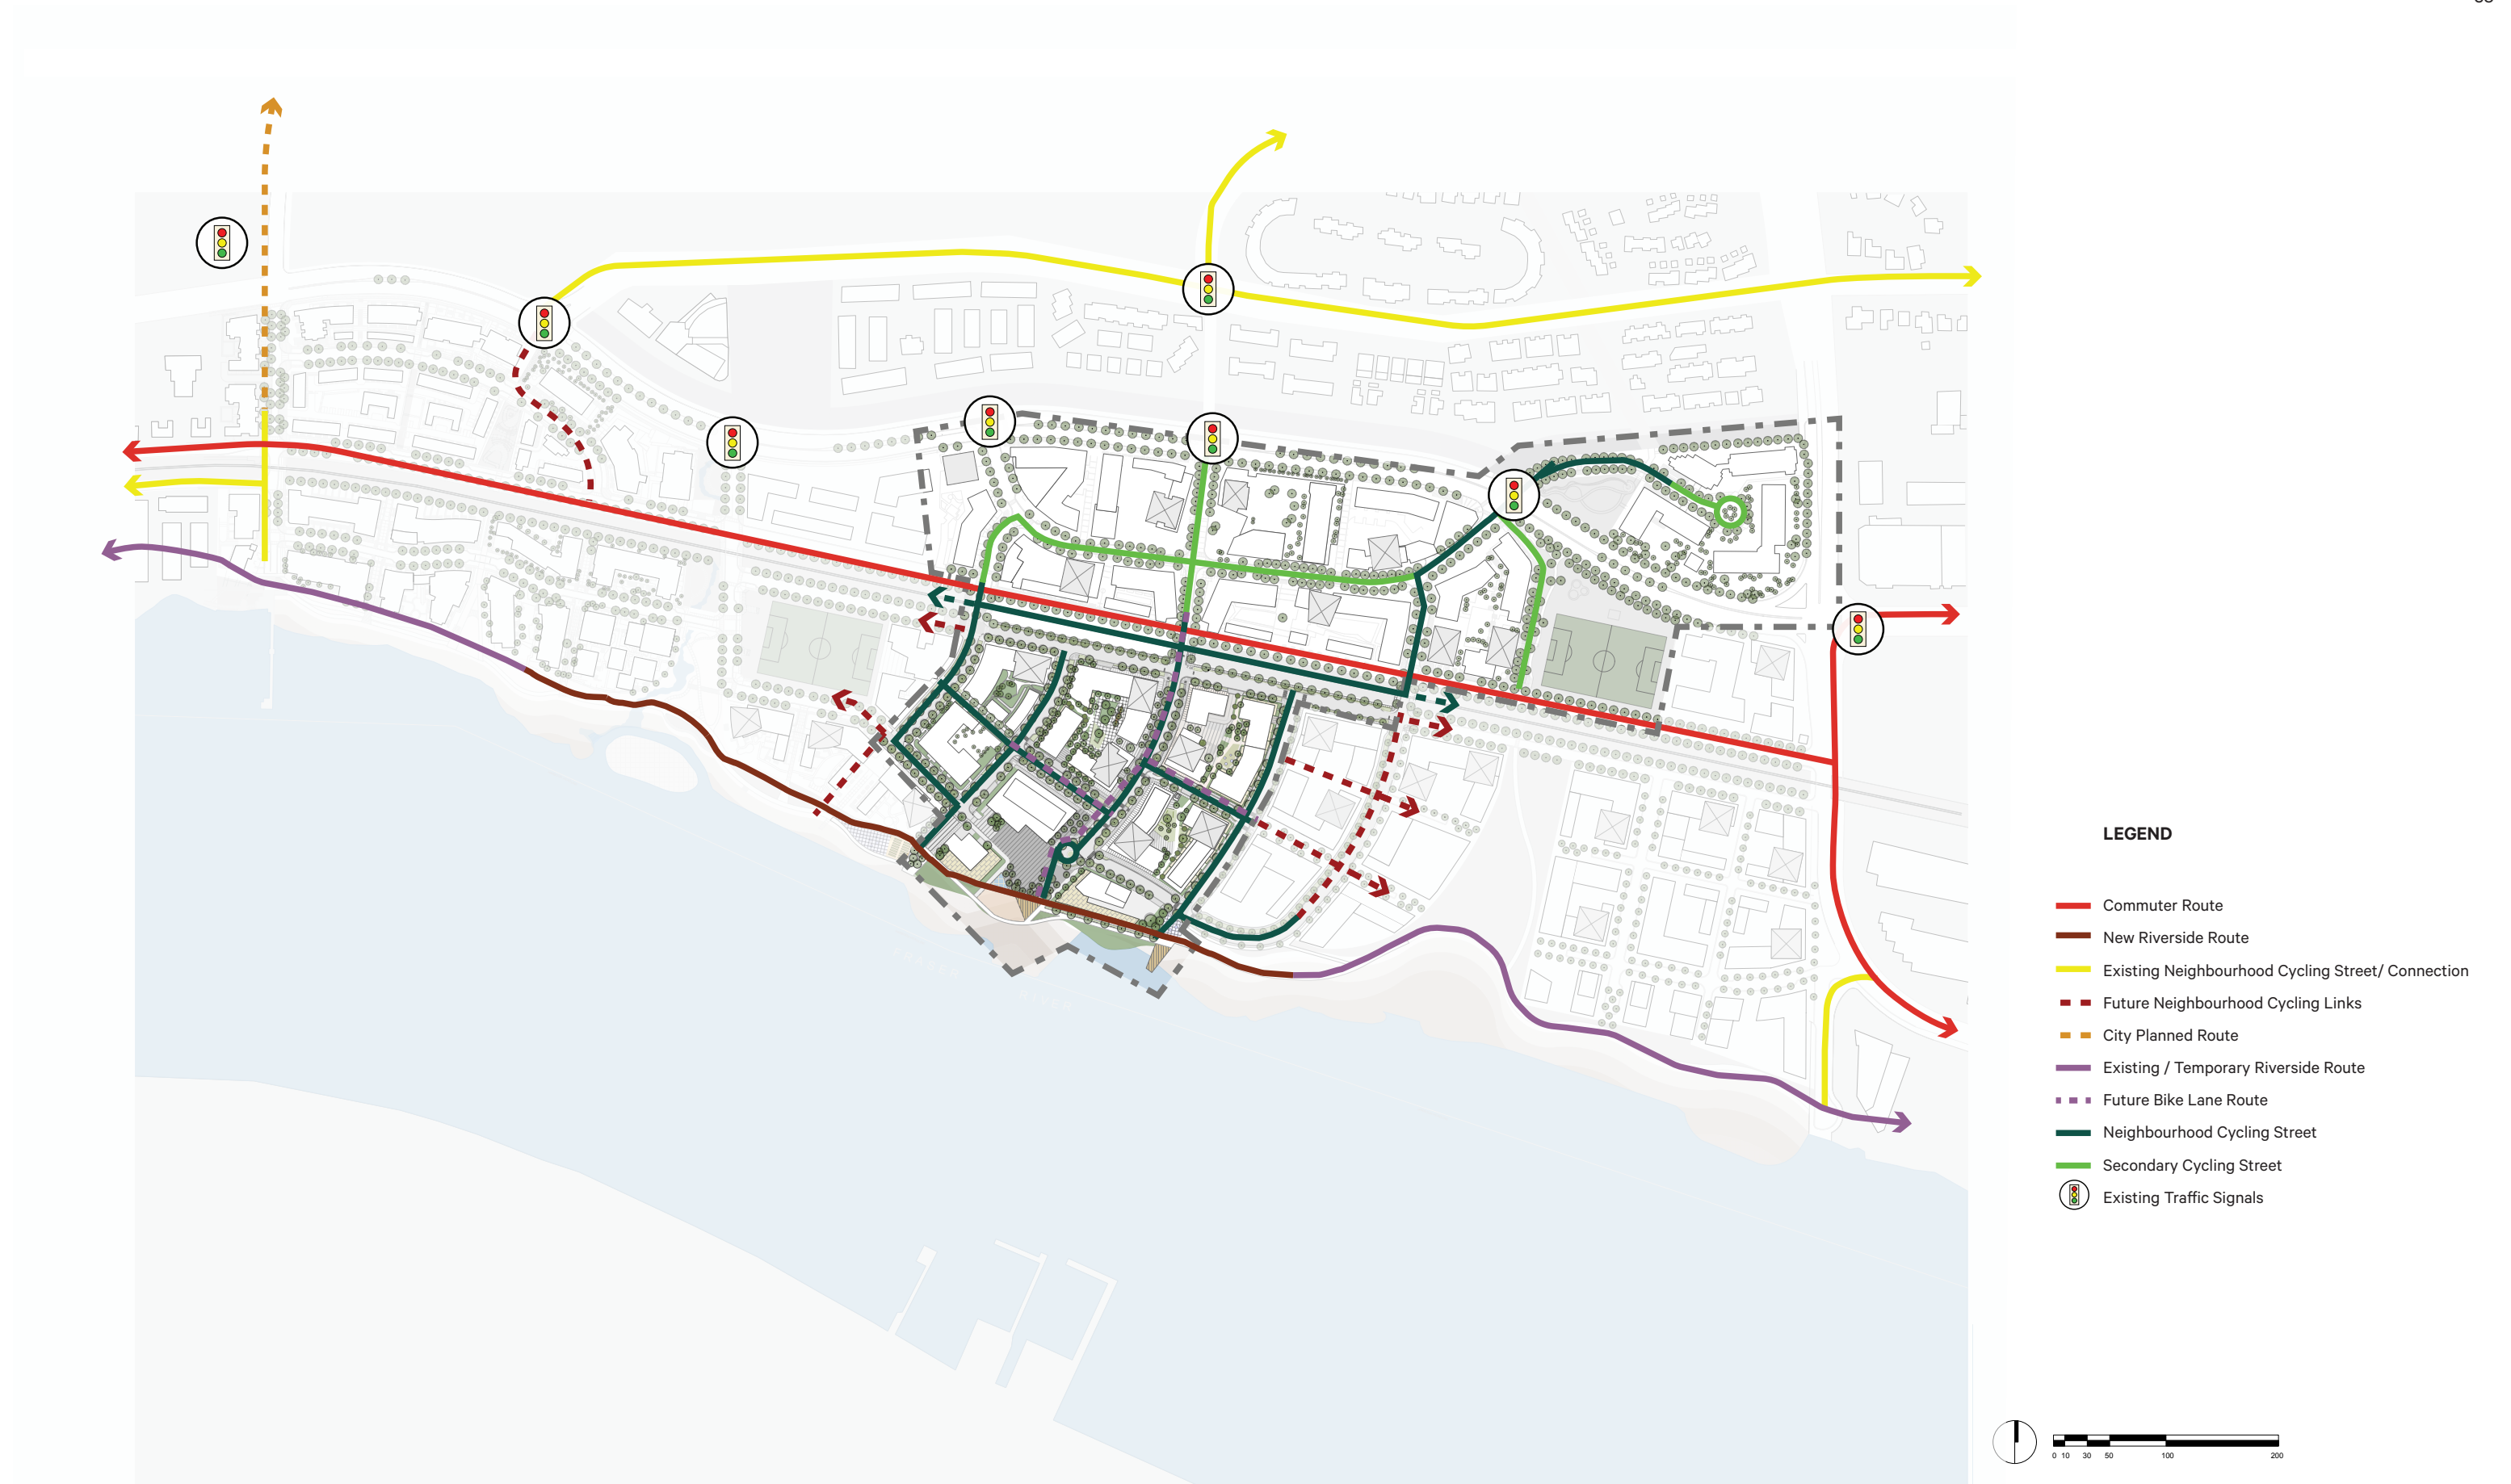 LEGEND
Commuter Route
New Riverside Route
Existing Neighbourhood Cycling Street/ Connection
Future Neighbourhood Cycling Links
City Planned Route
Existing / Temporary Riverside Route
Future Bike Lane Route
Neighbourhood Cycling Street
Secondary Cycling Street
Existing Traffic Signals
0 10 30 50 100 200